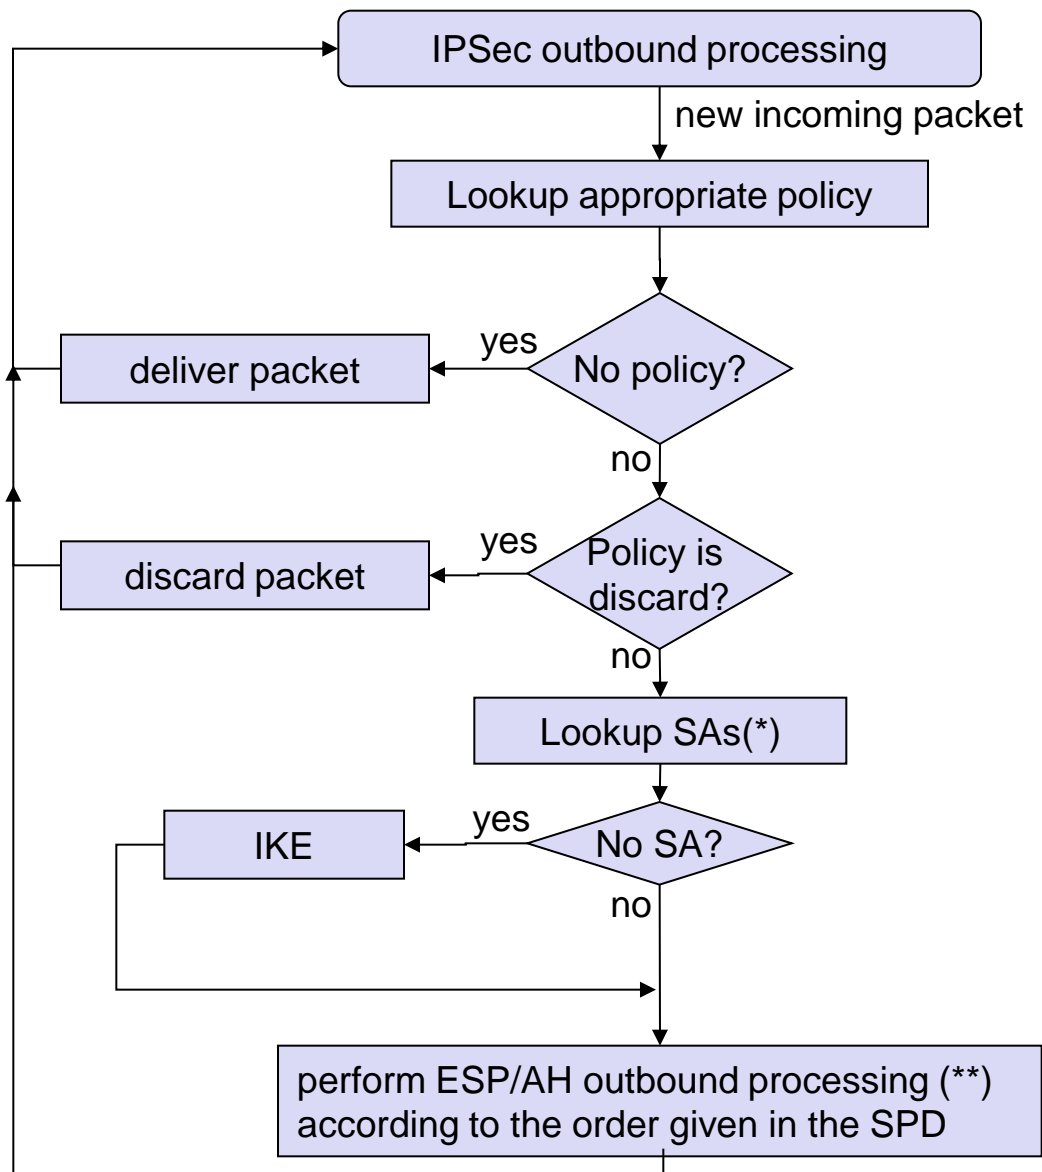 IPSec outbound processing
new incoming packet
Lookup appropriate policy
yes
deliver packet
No policy?
no
yes
Policy is
discard packet
discard?
no
Lookup SAs(*)
yes
IKE
No SA?
no
perform ESP/AH outbound processing (**)
according to the order given in the SPD